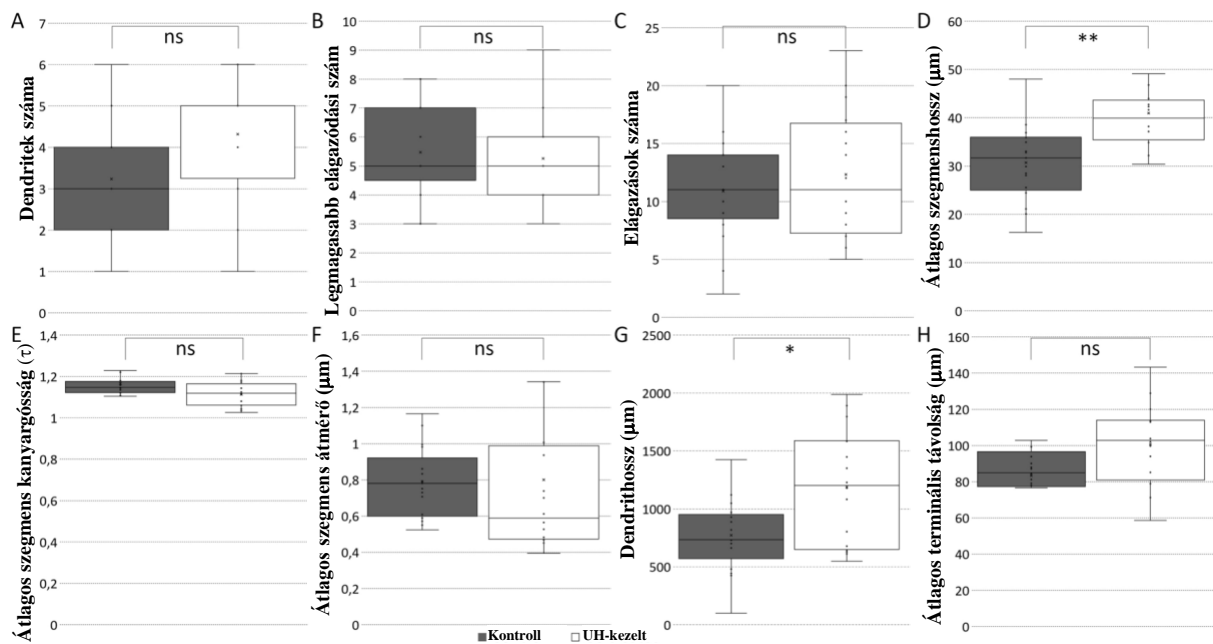 A
Dendritek száma
7
6
5
4
3
2
1
0
ns
B
Legmagasabb elágazódási szám
10
9
8
7
6
5
4
3
2
1
0
ns
C
Elágazások száma
25
20
15
10
5
0
ns
D
Átlagos szegmenshossz (μm)
60
50
40
30
20
10
0
**
E
Átlagos szegmens kanyargósság (τ)
1,4
1,2
1
0,8
0,6
0,4
0,2
0
ns
F
Átlagos szegmens átmérő (μm)
1,6
1,4
1,2
1
0,8
0,6
0,4
0,2
0
ns
G
Dendrithossz (μm)
2500
2000
1500
1000
500
0
*
H
Átlagos terminális távolság (μm)
160
140
120
100
80
60
40
20
0
ns
Kontroll
UH-kezelt